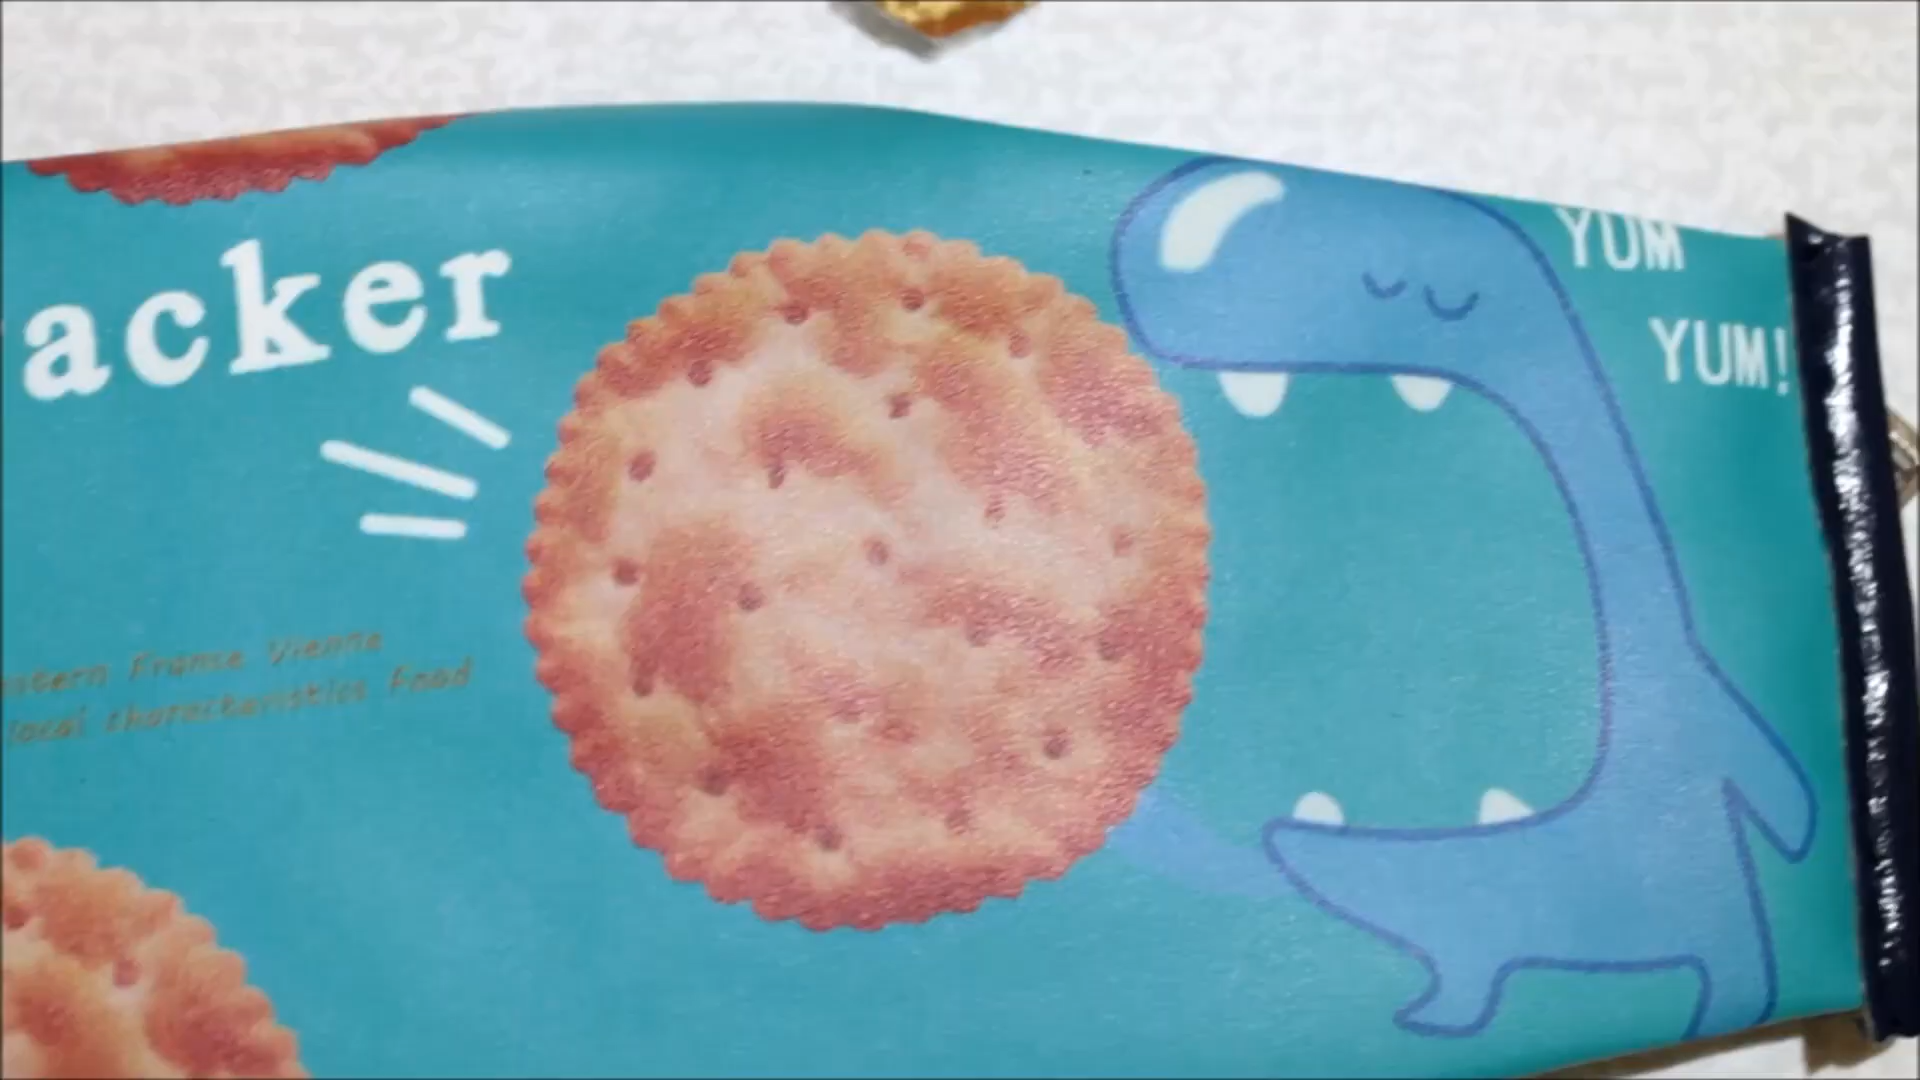 acker
YUM
YUM!
France Vienna
local characteristics food